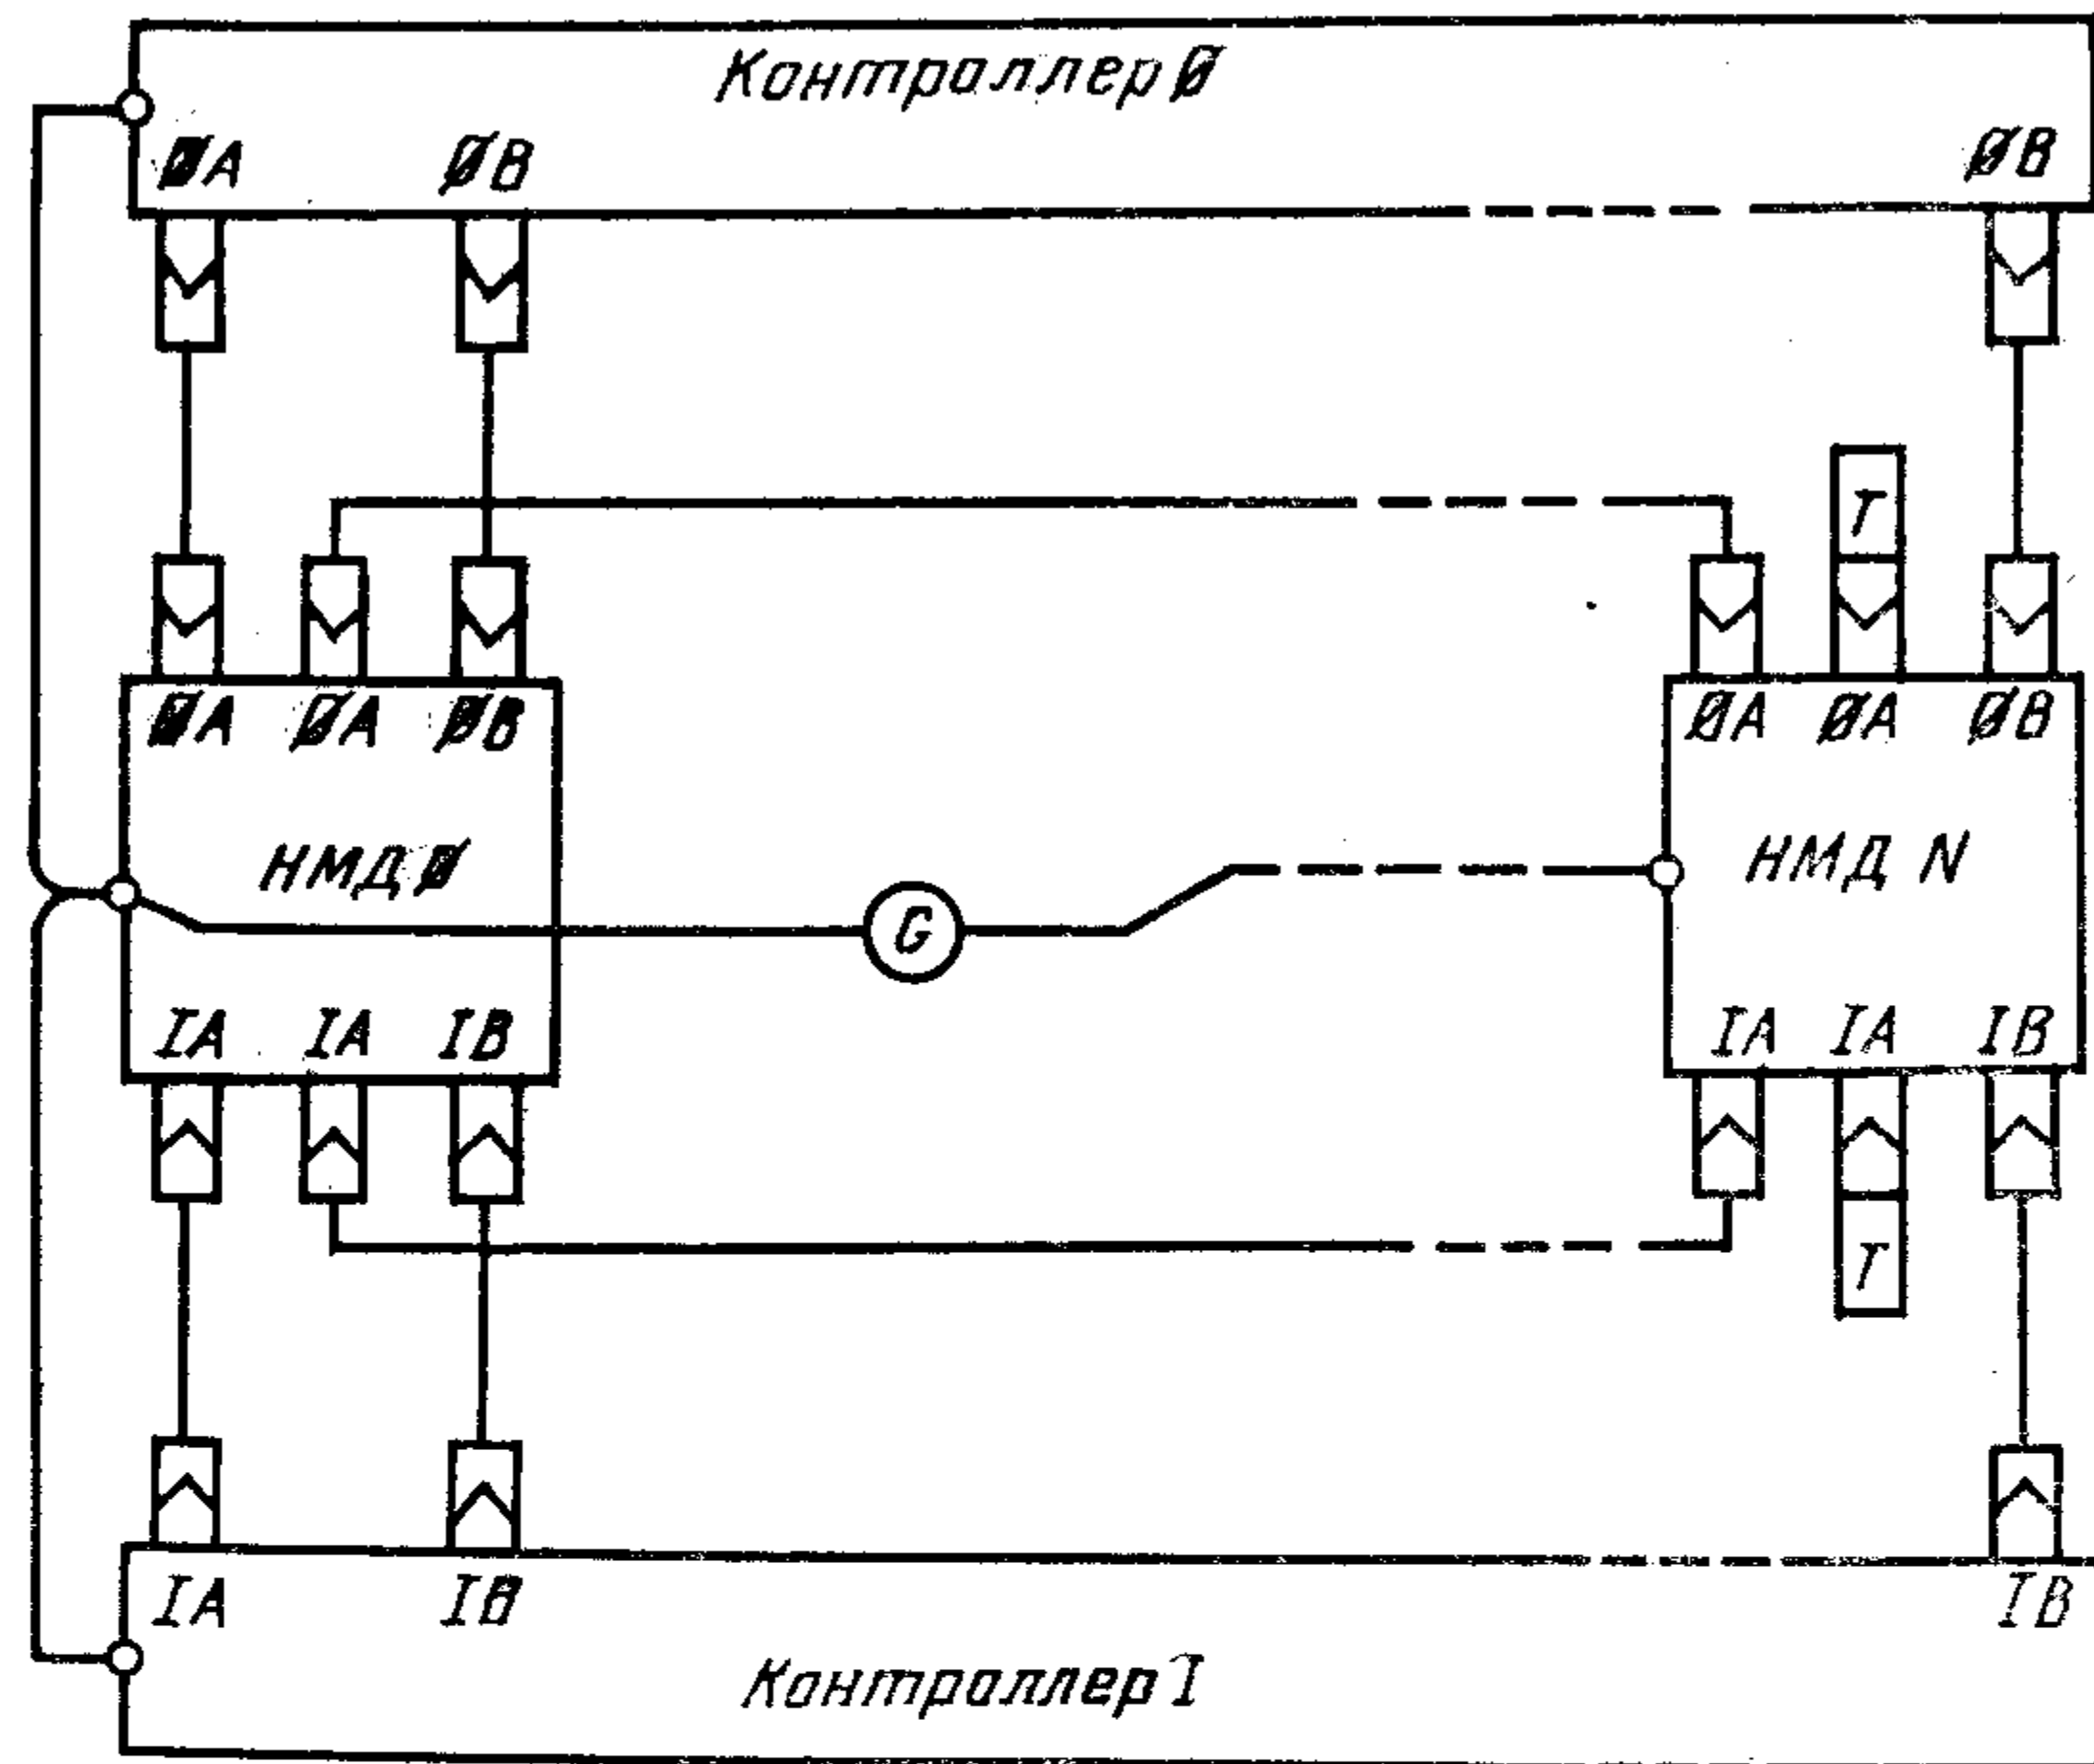 Контроллер Ø
ØA ØB ØB
T
ØA ØA ØB ØA ØA ØB
НМД Ø НМД N
G
IA IA IB IA IA IB
T
IA IB IB
Контроллер I